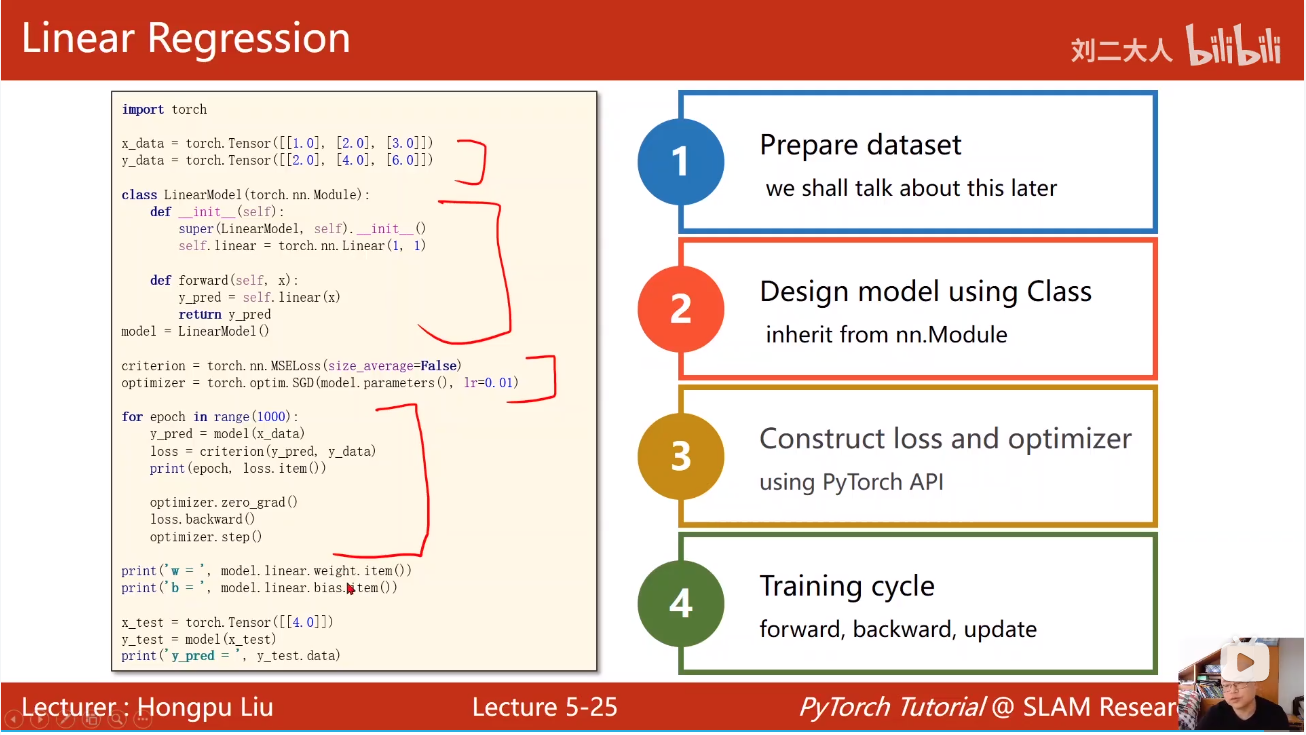 Linear Regression
刘二大人 bilibili
import torch
x_data = torch.Tensor([[1.0], [2.0], [3.0]])
y_data = torch.Tensor([[2.0], [4.0], [6.0]])
class LinearModel(torch.nn.Module):
def __init__(self):
super(LinearModel, self).__init__()
self.linear = torch.nn.Linear(1, 1)
def forward(self, x):
y_pred = self.linear(x)
return y_pred
model = LinearModel()
criterion = torch.nn.MSELoss(size_average=False)
optimizer = torch.optim.SGD(model.parameters(), lr=0.01)
for epoch in range(1000):
y_pred = model(x_data)
loss = criterion(y_pred, y_data)
print(epoch, loss.item())
optimizer.zero_grad()
loss.backward()
optimizer.step()
print('w = ', model.linear.weight.item())
print('b = ', model.linear.bias.item())
x_test = torch.Tensor([[4.0]])
y_test = model(x_test)
print('y_pred = ', y_test.data)
1
Prepare dataset
we shall talk about this later
2
Design model using Class
inherit from nn.Module
3
Construct loss and optimizer
using PyTorch API
4
Training cycle
forward, backward, update
Lecturer : Hongpu Liu
Lecture 5-25
PyTorch Tutorial @ SLAM Resear